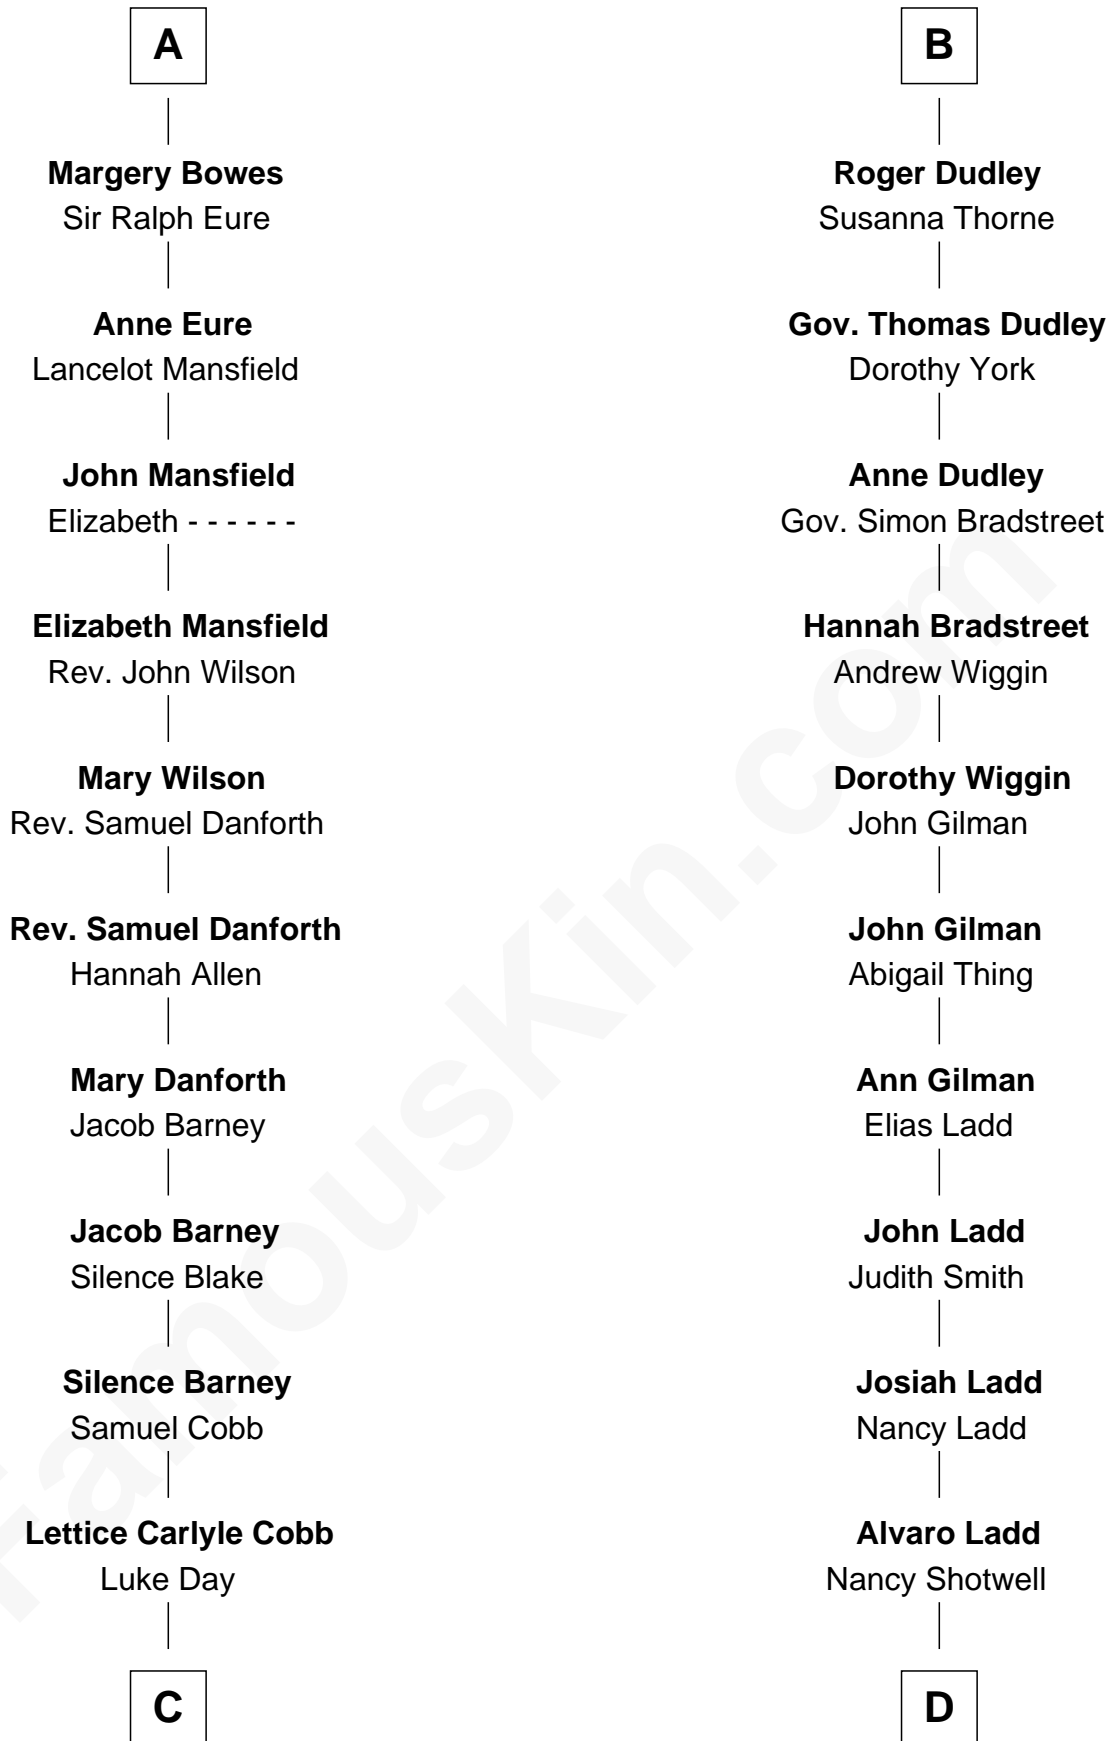 A
Margery Bowes
Sir Ralph Eure
Anne Eure
Lancelot Mansfield
John Mansfield
Elizabeth - - - - - -
Elizabeth Mansfield
Rev. John Wilson
Mary Wilson
Rev. Samuel Danforth
Rev. Samuel Danforth
Hannah Allen
Mary Danforth
Jacob Barney
Jacob Barney
Silence Blake
Silence Barney
Samuel Cobb
Lettice Carlyle Cobb
Luke Day
C
B
Roger Dudley
Susanna Thorne
Gov. Thomas Dudley
Dorothy York
Anne Dudley
Gov. Simon Bradstreet
Hannah Bradstreet
Andrew Wiggin
Dorothy Wiggin
John Gilman
John Gilman
Abigail Thing
Ann Gilman
Elias Ladd
John Ladd
Judith Smith
Josiah Ladd
Nancy Ladd
Alvaro Ladd
Nancy Shotwell
D
FamousKin.com